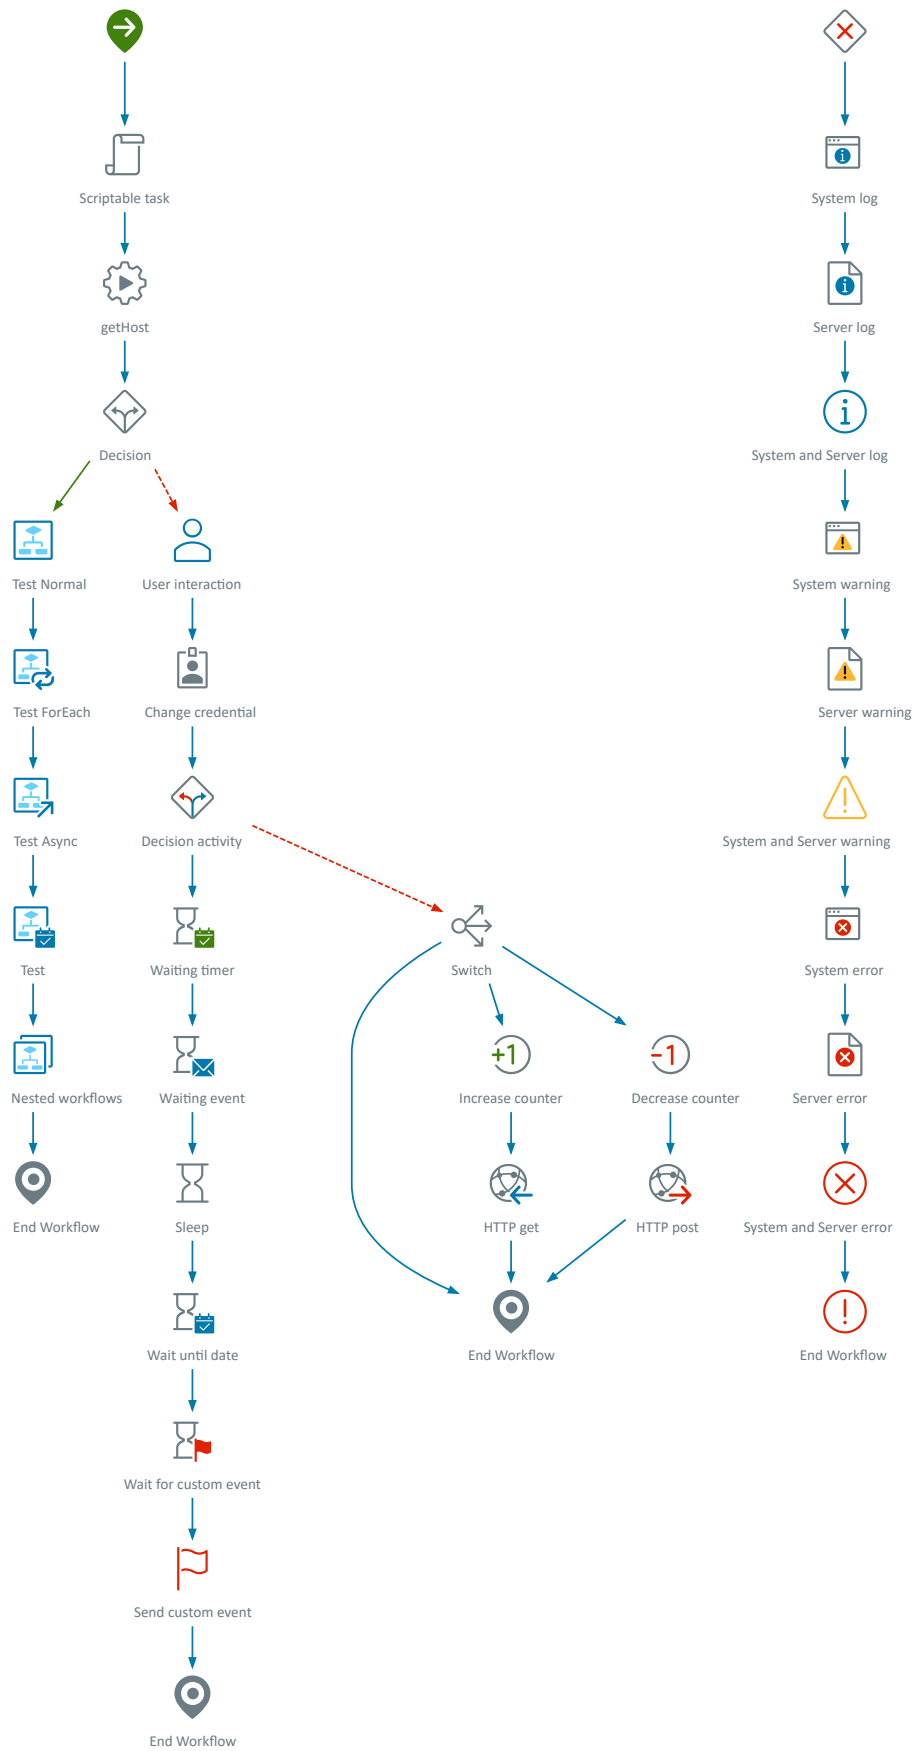 Scriptable task
System log
getHost
Server log
Decision
System and Server log
Test Normal
User interaction
System warning
Test ForEach
Change credential
Server warning
Test Async
Decision activity
System and Server warning
Test
Waiting timer
Switch
System error
+1
-1
Nested workflows
Waiting event
Increase counter
Decrease counter
Server error
End Workflow
Sleep
HTTP get
HTTP post
System and Server error
Wait until date
End Workflow
End Workflow
Wait for custom event
Send custom event
End Workflow